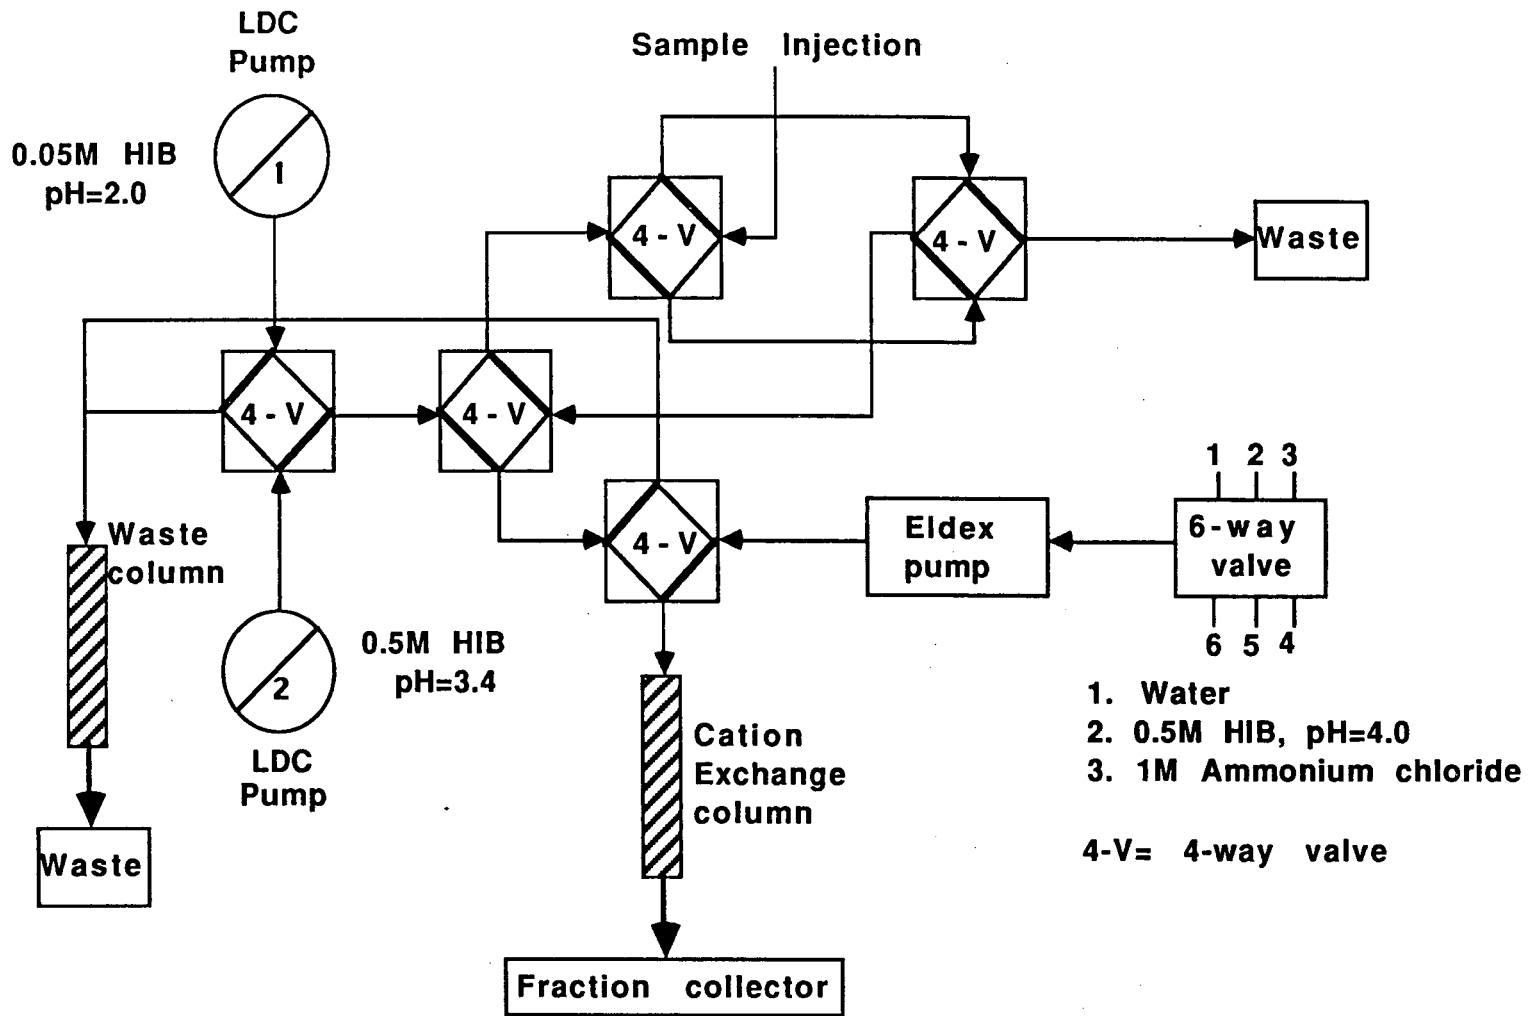 LDC
Pump
0.05M HIB
pH=2.0
1
Sample Injection
4 - V
4 - V
Waste
4 - V
4 - V
Waste
column
4 - V
Eldex
pump
1 2 3
6-way
valve
6 5 4
2
0.5M HIB
pH=3.4
LDC
Pump
Cation
Exchange
column
1. Water
2. 0.5M HIB, pH=4.0
3. 1M Ammonium chloride
4-V= 4-way valve
Waste
Fraction collector